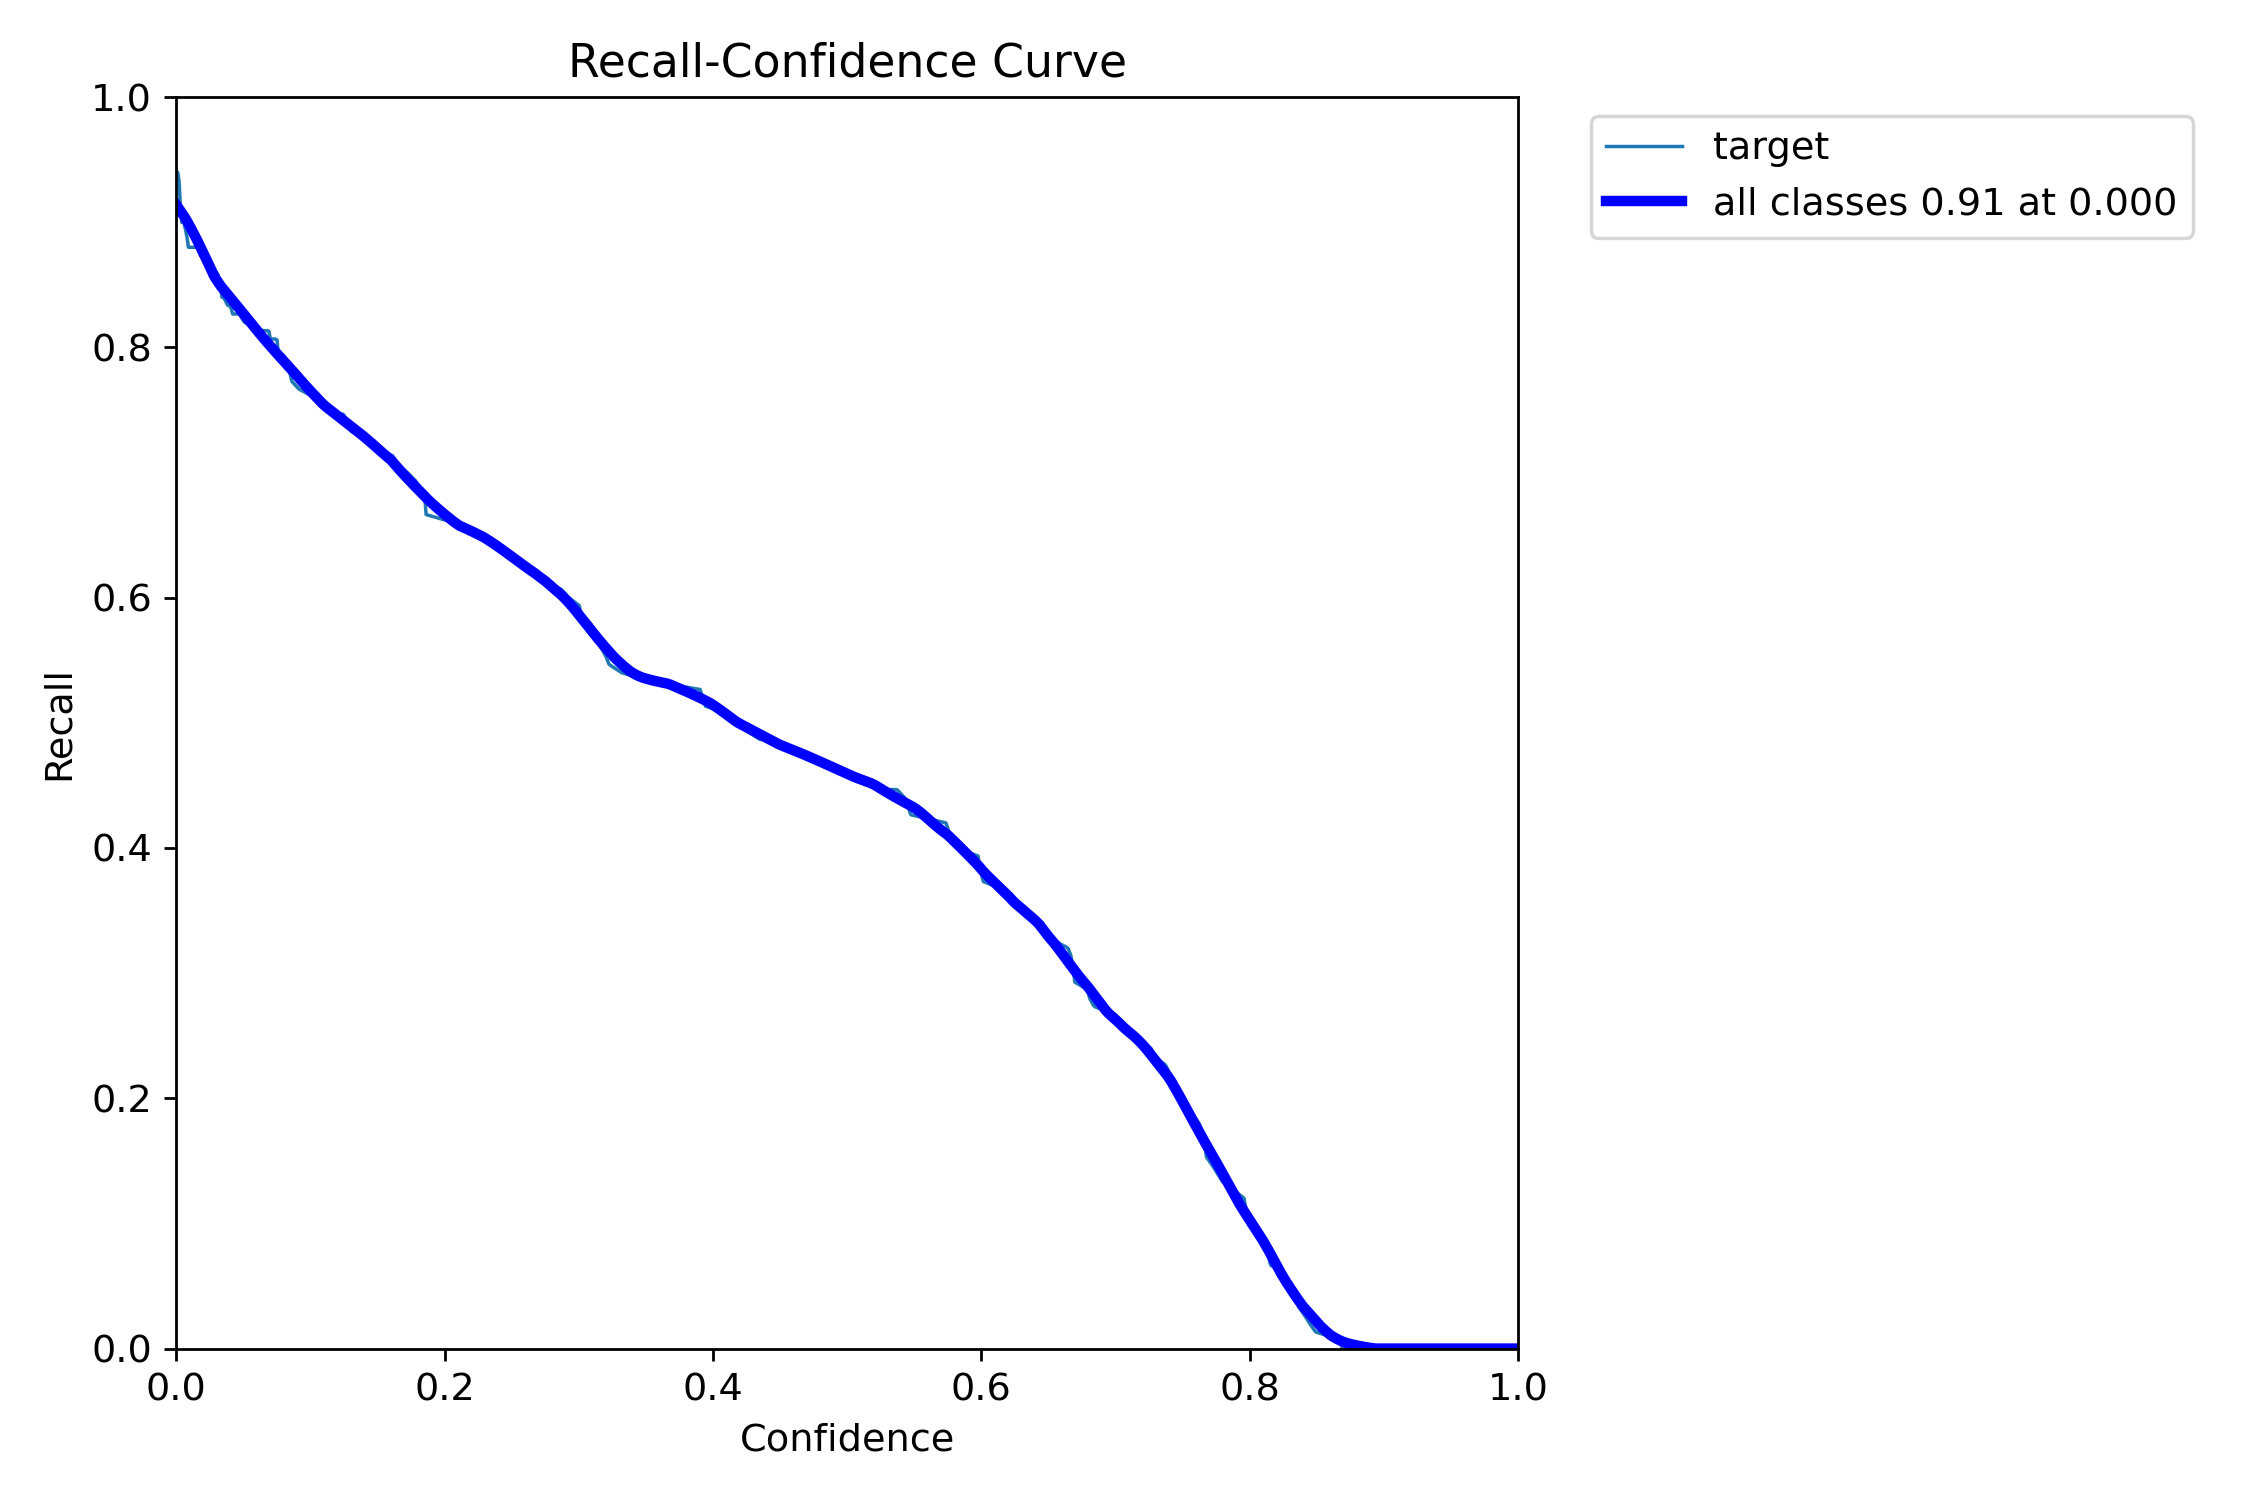 Recall-Confidence Curve
target
all classes 0.91 at 0.000
1.0
0.8
0.6
0.4
0.2
0.0
Recall
0.0 0.2 0.4 0.6 0.8 1.0
Confidence